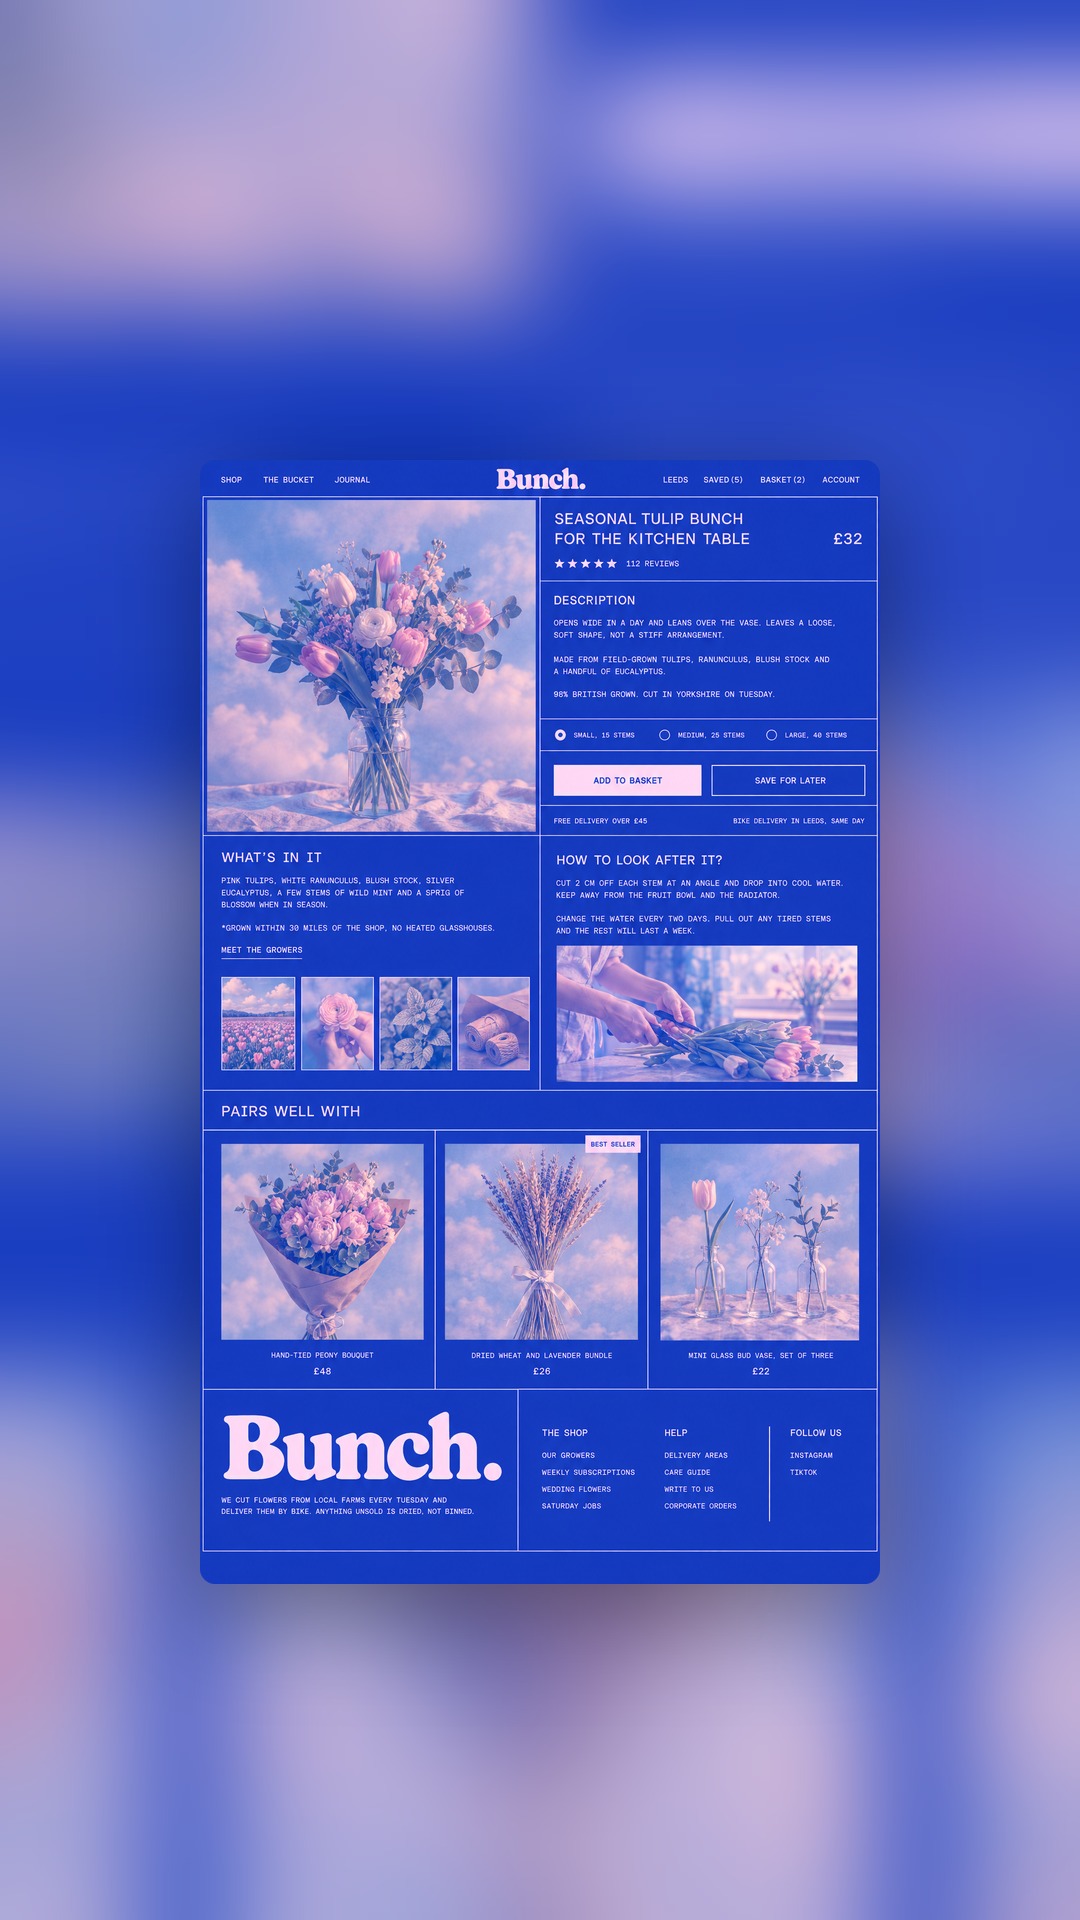 SHOP
THE BUCKET
JOURNAL
Bunch.
LEEDS
SAVED (5)
BASKET (2)
ACCOUNT
SEASONAL TULIP BUNCH
FOR THE KITCHEN TABLE
£32
112 REVIEWS
DESCRIPTION
OPENS WIDE IN A DAY AND LEANS OVER THE VASE. LEAVES A LOOSE,
SOFT SHAPE, NOT A STIFF ARRANGEMENT.
MADE FROM FIELD-GROWN TULIPS, RANUNCULUS, BLUSH STOCK AND
A HANDFUL OF EUCALYPTUS.
98% BRITISH GROWN. CUT IN YORKSHIRE ON TUESDAY.
SMALL, 15 STEMS
MEDIUM, 25 STEMS
LARGE, 40 STEMS
ADD TO BASKET
SAVE FOR LATER
FREE DELIVERY OVER £45
BIKE DELIVERY IN LEEDS, SAME DAY
WHAT'S IN IT
PINK TULIPS, WHITE RANUNCULUS, BLUSH STOCK, SILVER
EUCALYPTUS, A FEW STEMS OF WILD MINT AND A SPRIG OF
BLOSSOM WHEN IN SEASON.
*GROWN WITHIN 30 MILES OF THE SHOP, NO HEATED GLASSHOUSES.
MEET THE GROWERS
HOW TO LOOK AFTER IT?
CUT 2 CM OFF EACH STEM AT AN ANGLE AND DROP INTO COOL WATER.
KEEP AWAY FROM THE FRUIT BOWL AND THE RADIATOR.
CHANGE THE WATER EVERY TWO DAYS. PULL OUT ANY TIRED STEMS
AND THE REST WILL LAST A WEEK.
PAIRS WELL WITH
BEST SELLER
HAND-TIED PEONY BOUQUET
£48
DRIED WHEAT AND LAVENDER BUNDLE
£26
MINI GLASS BUD VASE, SET OF THREE
£22
Bunch.
WE CUT FLOWERS FROM LOCAL FARMS EVERY TUESDAY AND
DELIVER THEM BY BIKE. ANYTHING UNSOLD IS DRIED, NOT BINNED.
THE SHOP
OUR GROWERS
WEEKLY SUBSCRIPTIONS
WEDDING FLOWERS
SATURDAY JOBS
HELP
DELIVERY AREAS
CARE GUIDE
WRITE TO US
CORPORATE ORDERS
FOLLOW US
INSTAGRAM
TIKTOK